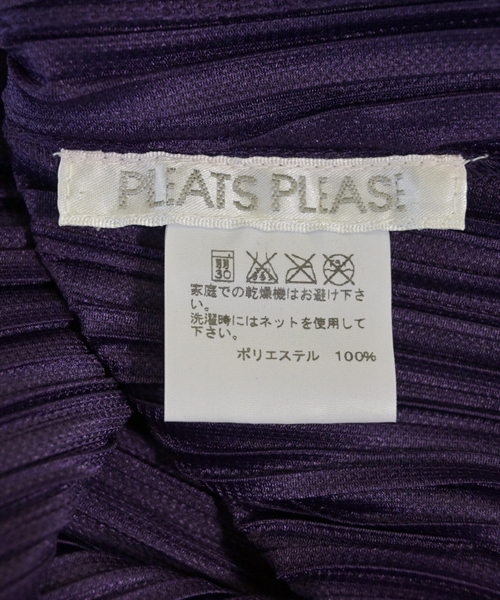 PLEATS PLEASE
弱 30
家庭での乾燥機はお避け下さ
い。
洗濯時にはネットを使用して
下さい。
ポリエステル 100%